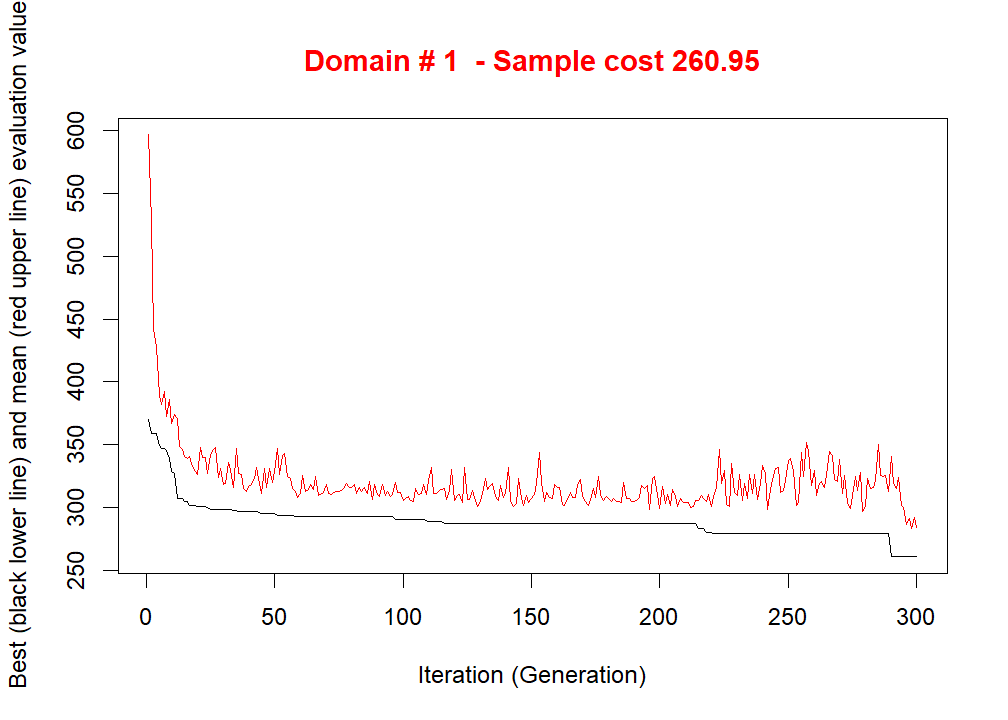 Domain # 1  - Sample cost 260.95
Best (black lower line) and mean (red upper line) evaluation value
600
550
500
450
400
350
300
250
0 50 100 150 200 250 300
Iteration (Generation)